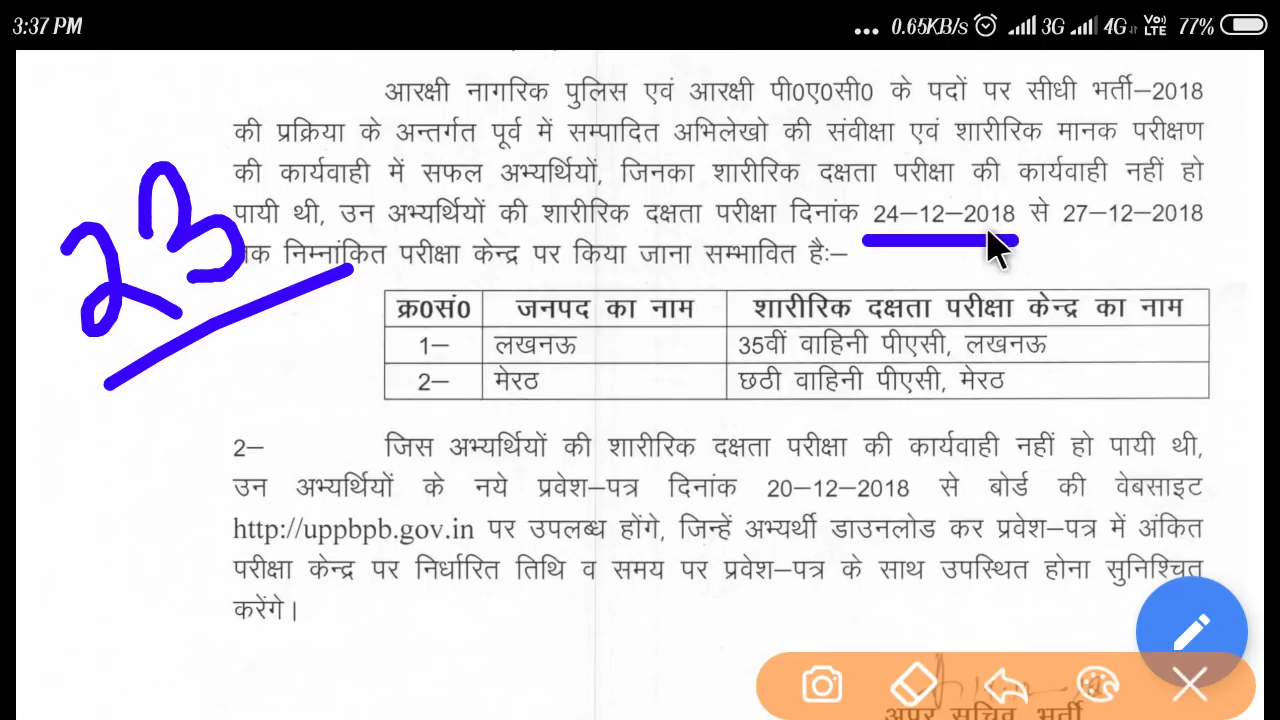 3:37 PM
... 0.65KB/s 3G 4G VoLTE 77%
आरक्षी नागरिक पुलिस एवं आरक्षी पी0ए0सी0 के पदों पर सीधी भर्ती–2018
की प्रक्रिया के अन्तर्गत पूर्व में सम्पादित अभिलेखो की संवीक्षा एवं शारीरिक मानक परीक्षण
की कार्यवाही में सफल अभ्यर्थियों, जिनका शारीरिक दक्षता परीक्षा की कार्यवाही नहीं हो
पायी थी, उन अभ्यर्थियों की शारीरिक दक्षता परीक्षा दिनांक 24–12–2018 से 27–12–2018
निम्नांकित परीक्षा केन्द्र पर किया जाना सम्भावित है:–
23
क्र0सं0 जनपद का नाम शारीरिक दक्षता परीक्षा केन्द्र का नाम
1– लखनऊ 35वीं वाहिनी पीएसी, लखनऊ
2– मेरठ छठी वाहिनी पीएसी, मेरठ
2– जिस अभ्यर्थियों की शारीरिक दक्षता परीक्षा की कार्यवाही नहीं हो पायी थी,
उन अभ्यर्थियों के नये प्रवेश–पत्र दिनांक 20–12–2018 से बोर्ड की वेबसाइट
http://uppbpb.gov.in पर उपलब्ध होंगे, जिन्हें अभ्यर्थी डाउनलोड कर प्रवेश–पत्र में अंकित
परीक्षा केन्द्र पर निर्धारित तिथि व समय पर प्रवेश–पत्र के साथ उपस्थित होना सुनिश्चित
करेंगे।
अपर सचिव भर्ती